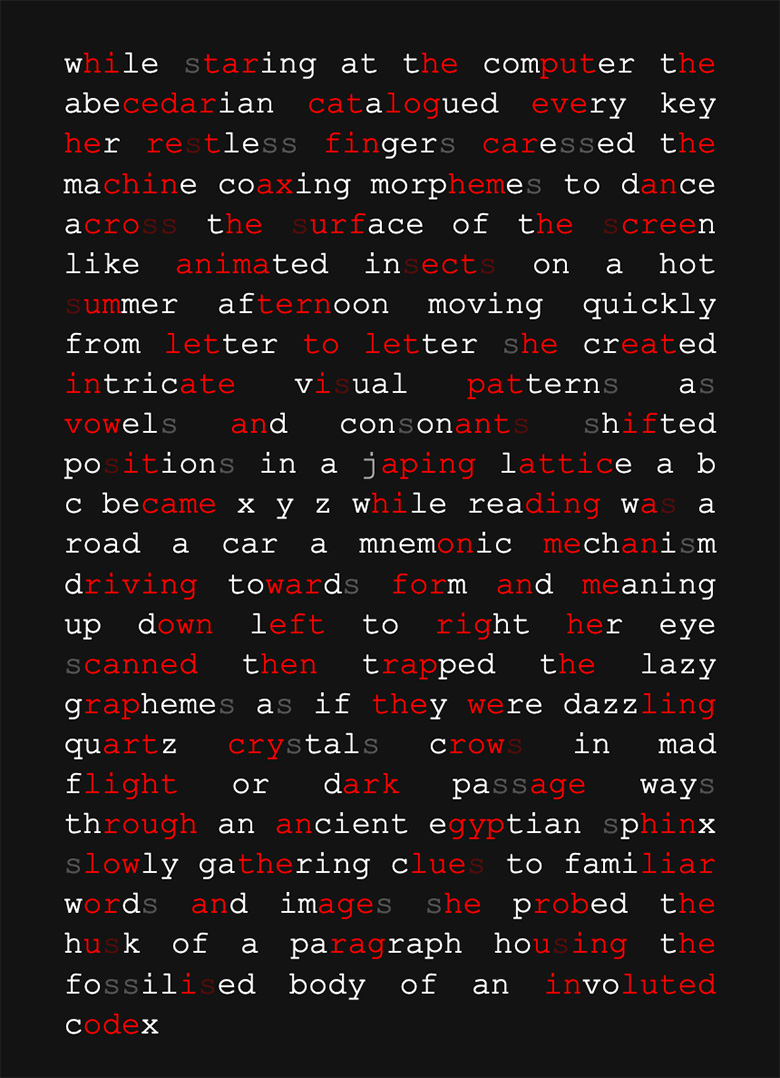 while staring at the computer the
abecedarian catalogued every key
her restless fingers caressed the
machine coaxing morphemes to dance
across the surface of the screen
like animated insects on a hot
summer afternoon moving quickly
from letter to letter she created
intricate visual patterns as
vowels and consonants shifted
positions in a japing lattice a b
c became x y z while reading was a
road a car a mnemonic mechanism
driving towards form and meaning
up down left to right her eye
scanned then trapped the lazy
graphemes as if they were dazzling
quartz crystals crows in mad
flight or dark passage ways
through an ancient egyptian sphinx
slowly gathering clues to familiar
words and images she probed the
husk of a paragraph housing the
fossilised body of an involuted
codex